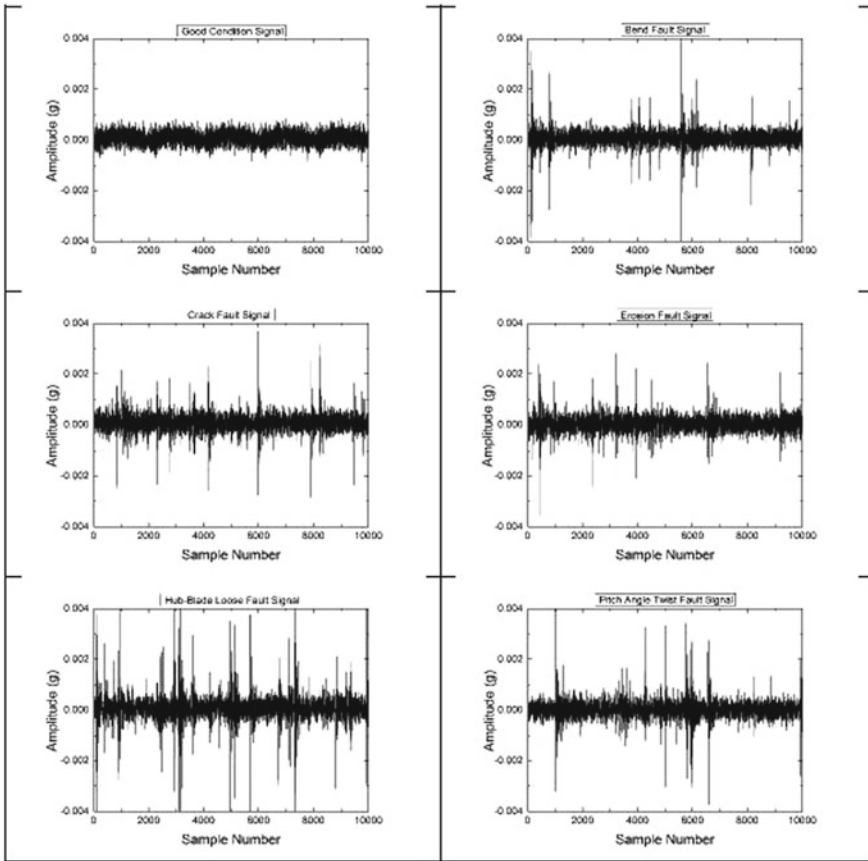 Good Condition Signal
0.004
0.002
0.000
-0.002
-0.004
Amplitude (g)
0 2000 4000 6000 8000 10000
Sample Number
Bend Fault Signal
0.004
0.002
0.000
-0.002
-0.004
Amplitude (g)
0 2000 4000 6000 8000 10000
Sample Number
Crack Fault Signal
0.004
0.002
0.000
-0.002
-0.004
Amplitude (g)
0 2000 4000 6000 8000 10000
Sample Number
Erosion Fault Signal
0.004
0.002
0.000
-0.002
-0.004
Amplitude (g)
0 2000 4000 6000 8000 10000
Sample Number
Hub-Blade Loose Fault Signal
0.004
0.002
0.000
-0.002
-0.004
Amplitude (g)
0 2000 4000 6000 8000 10000
Sample Number
Pitch Angle Twist Fault Signal
0.004
0.002
0.000
-0.002
-0.004
Amplitude (g)
0 2000 4000 6000 8000 10000
Sample Number